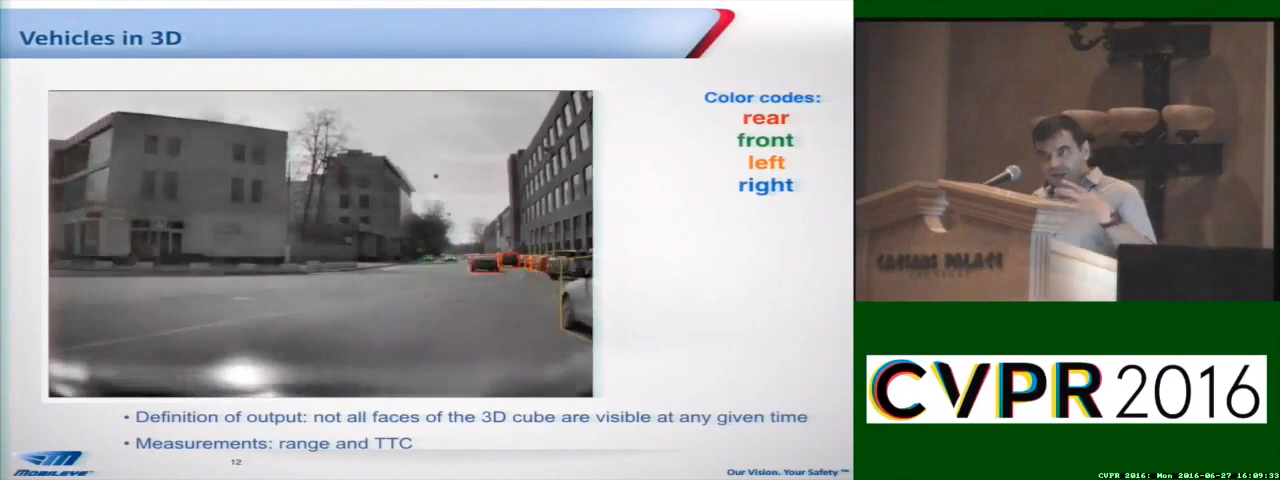 Vehicles in 3D
Color codes:
rear
front
left
right
• Definition of output: not all faces of the 3D cube are visible at any given time
• Measurements: range and TTC
MOBILEYE
12
Our Vision. Your Safety ™
CAESARS PALACE
CVPR 2016
CVPR 2016: Mon 2016-06-27 16:09:33